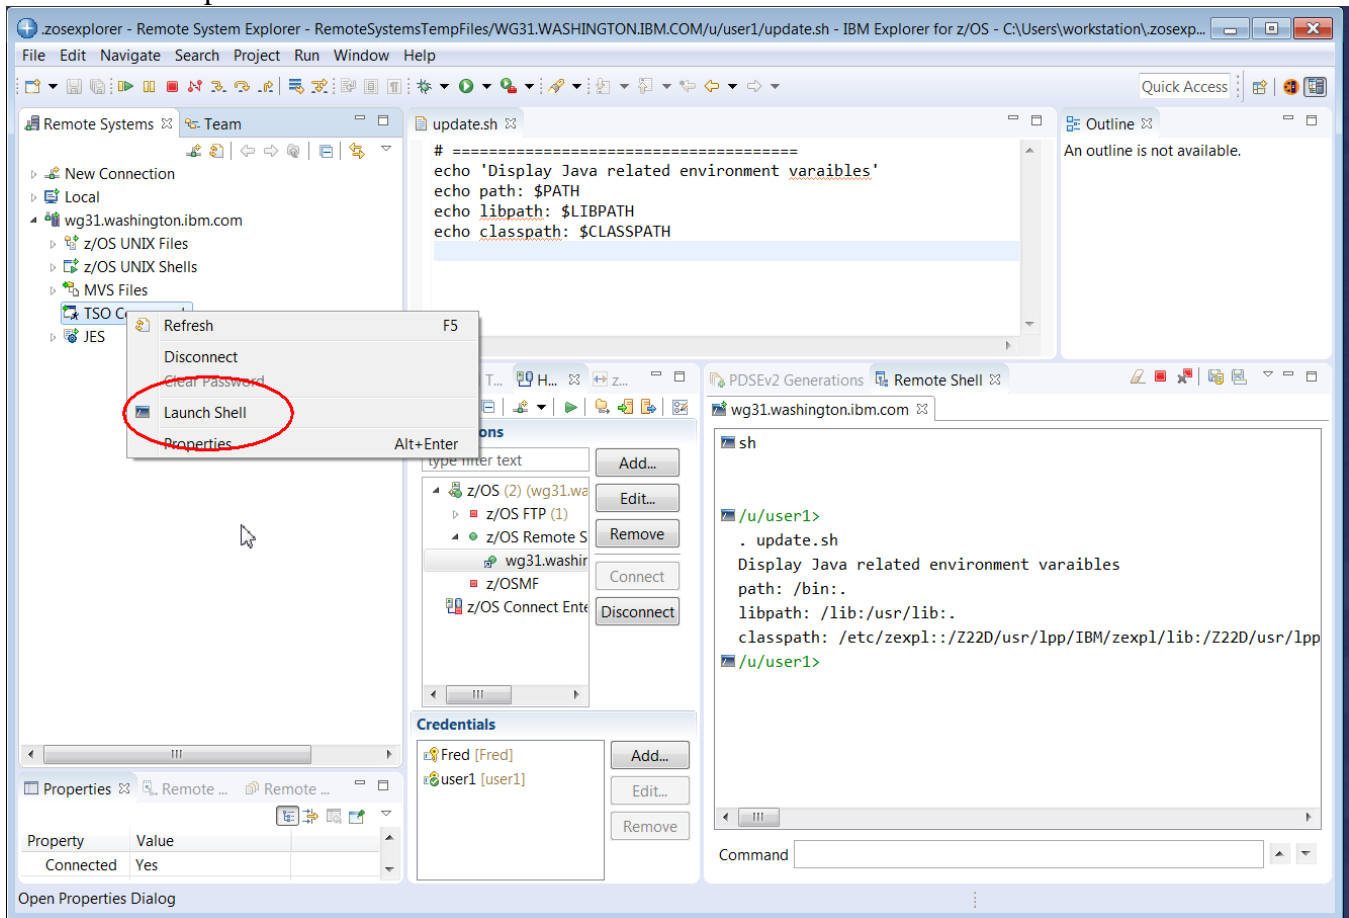 .zosexplorer - Remote System Explorer - RemoteSystemsTempFiles/WG31.WASHINGTON.IBM.COM/u/user1/update.sh - IBM Explorer for z/OS - C:\Users\workstation\.zosexp...
File Edit Navigate Search Project Run Window Help
Quick Access
Remote Systems
Team
New Connection
Local
wg31.washington.ibm.com
z/OS UNIX Files
z/OS UNIX Shells
MVS Files
TSO
JES
Refresh F5
Disconnect
Clear Password
Launch Shell
Properties Alt+Enter
update.sh
# ======================================
echo 'Display Java related environment varaibles'
echo path: $PATH
echo libpath: $LIBPATH
echo classpath: $CLASSPATH
Outline
An outline is not available.
T... H... z...
ons
type filter text
Add...
Edit...
Remove
Connect
Disconnect
z/OS (2) (wg31.wa
z/OS FTP (1)
z/OS Remote S
wg31.washir
z/OSMF
z/OS Connect Ente
Credentials
Fred [Fred]
user1 [user1]
Add...
Edit...
Remove
PDSEv2 Generations
Remote Shell
wg31.washington.ibm.com
sh
/u/user1>
. update.sh
Display Java related environment varaibles
path: /bin:.
libpath: /lib:/usr/lib:.
classpath: /etc/zexpl::/Z22D/usr/lpp/IBM/zexpl/lib:/Z22D/usr/lpp
/u/user1>
Command
Properties
Remote ...
Remote ...
Property Value
Connected Yes
Open Properties Dialog